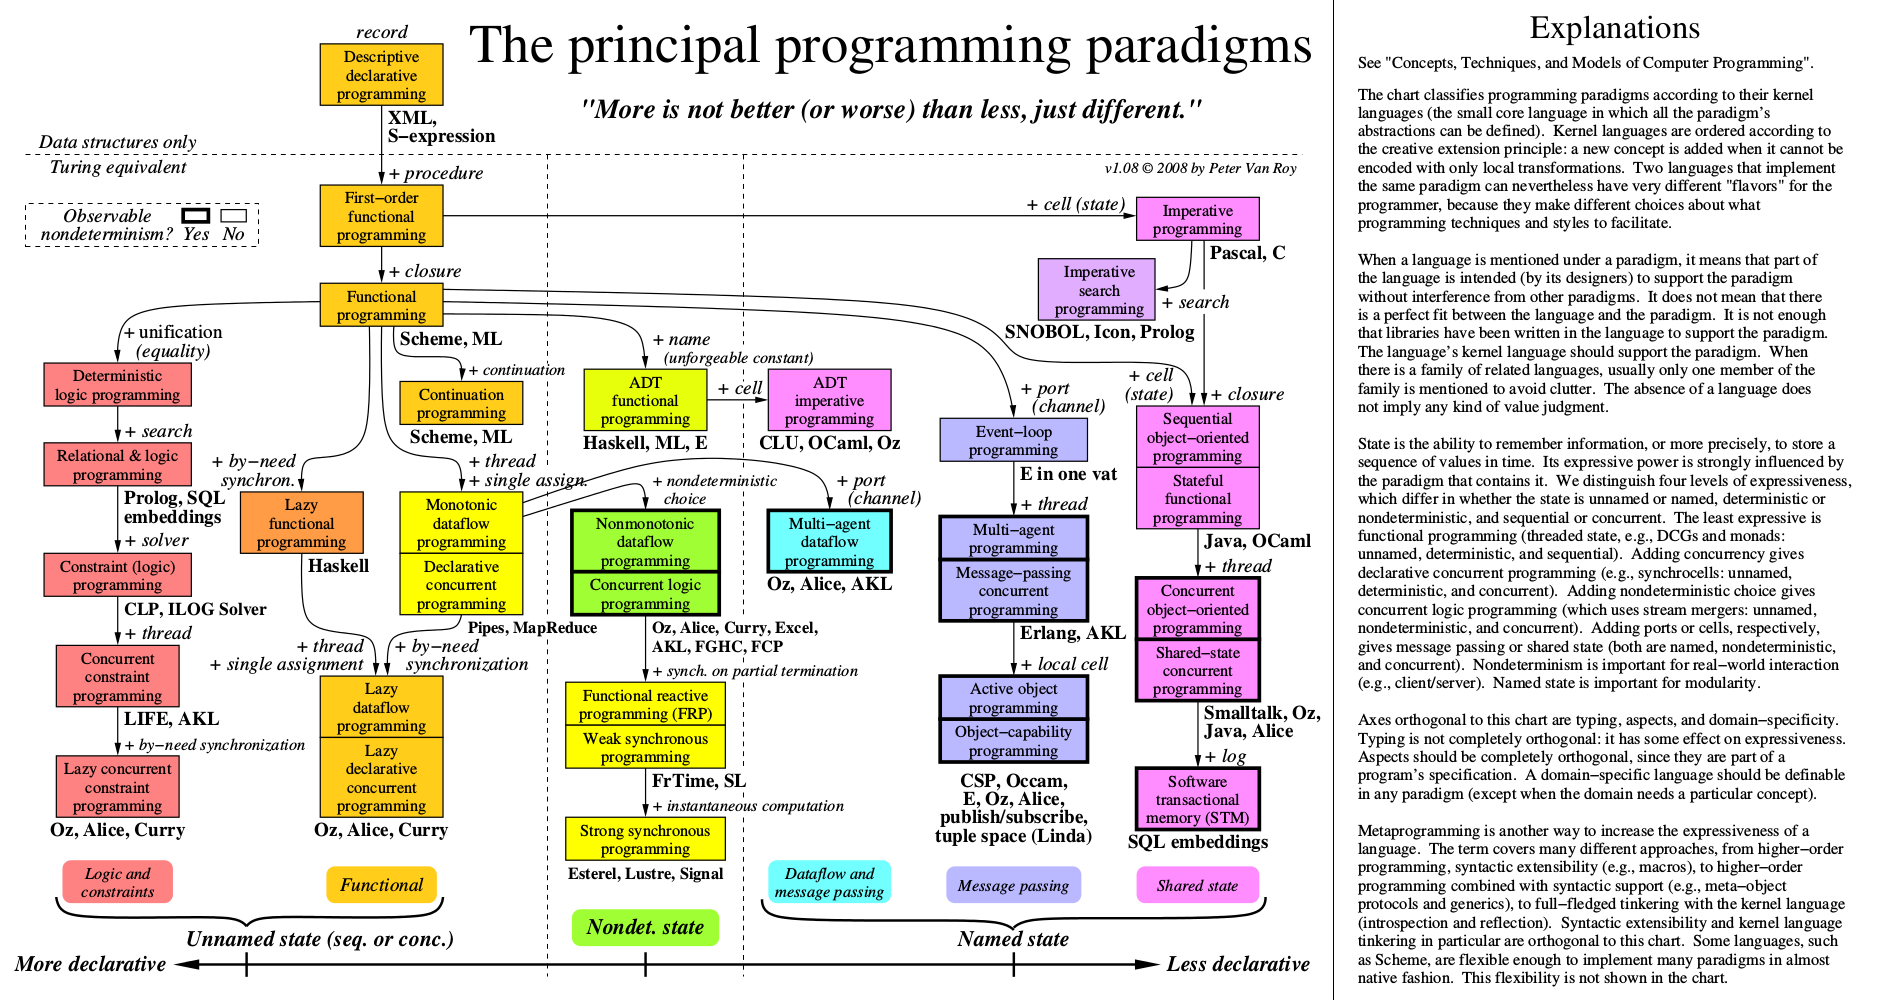 The principal programming paradigms
"More is not better (or worse) than less, just different."
v1.08 © 2008 by Peter Van Roy
record
Descriptive
declarative
programming
XML,
S−expression
Data structures only
Turing equivalent
+ procedure
Observable
nondeterminism? Yes No
First−order
functional
programming
+ cell (state)
Imperative
programming
Pascal, C
+ closure
Functional
programming
Scheme, ML
Imperative
search
programming
+ search
SNOBOL, Icon, Prolog
+ unification
(equality)
Deterministic
logic programming
+ search
Relational & logic
programming
Prolog, SQL
embeddings
+ solver
Constraint (logic)
programming
CLP, ILOG Solver
+ thread
Concurrent
constraint
programming
LIFE, AKL
+ by−need synchronization
Lazy concurrent
constraint
programming
Oz, Alice, Curry
+ by−need
synchron.
Lazy
functional
programming
Haskell
+ thread
+ single assignment
+ continuation
Continuation
programming
Scheme, ML
+ thread
+ single assign.
Monotonic
dataflow
programming
Declarative
concurrent
programming
Pipes, MapReduce
+ by−need
synchronization
Lazy
dataflow
programming
Lazy
declarative
concurrent
programming
Oz, Alice, Curry
+ name
(unforgeable constant)
ADT
functional
programming
Haskell, ML, E
+ cell
ADT
imperative
programming
CLU, OCaml, Oz
+ nondeterministic
choice
Nonmonotonic
dataflow
programming
Concurrent logic
programming
Oz, Alice, Curry, Excel,
AKL, FGHC, FCP
+ synch. on partial termination
Functional reactive
programming (FRP)
Weak synchronous
programming
FrTime, SL
+ instantaneous computation
Strong synchronous
programming
Esterel, Lustre, Signal
+ port
(channel)
Multi−agent
dataflow
programming
Oz, Alice, AKL
+ port
(channel)
Event−loop
programming
E in one vat
+ thread
Multi−agent
programming
Message−passing
concurrent
programming
Erlang, AKL
+ local cell
Active object
programming
Object−capability
programming
CSP, Occam,
E, Oz, Alice,
publish/subscribe,
tuple space (Linda)
+ cell
(state)
+ closure
Sequential
object−oriented
programming
Stateful
functional
programming
Java, OCaml
+ thread
Concurrent
object−oriented
programming
Shared−state
concurrent
programming
Smalltalk, Oz,
Java, Alice
+ log
Software
transactional
memory (STM)
SQL embeddings
Logic and
constraints
Functional
Nondet. state
Dataflow and
message passing
Message passing
Shared state
Unnamed state (seq. or conc.)
Named state
More declarative
Less declarative
Explanations
See "Concepts, Techniques, and Models of Computer Programming".
The chart classifies programming paradigms according to their kernel
languages (the small core language in which all the paradigm's
abstractions can be defined). Kernel languages are ordered according to
the creative extension principle: a new concept is added when it cannot be
encoded with only local transformations. Two languages that implement
the same paradigm can nevertheless have very different "flavors" for the
programmer, because they make different choices about what
programming techniques and styles to facilitate.
When a language is mentioned under a paradigm, it means that part of
the language is intended (by its designers) to support the paradigm
without interference from other paradigms. It does not mean that there
is a perfect fit between the language and the paradigm. It is not enough
that libraries have been written in the language to support the paradigm.
The language's kernel language should support the paradigm. When
there is a family of related languages, usually only one member of the
family is mentioned to avoid clutter. The absence of a language does
not imply any kind of value judgment.
State is the ability to remember information, or more precisely, to store a
sequence of values in time. Its expressive power is strongly influenced by
the paradigm that contains it. We distinguish four levels of expressiveness,
which differ in whether the state is unnamed or named, deterministic or
nondeterministic, and sequential or concurrent. The least expressive is
functional programming (threaded state, e.g., DCGs and monads:
unnamed, deterministic, and sequential). Adding concurrency gives
declarative concurrent programming (e.g., synchrocells: unnamed,
deterministic, and concurrent). Adding nondeterministic choice gives
concurrent logic programming (which uses stream mergers: unnamed,
nondeterministic, and concurrent). Adding ports or cells, respectively,
gives message passing or shared state (both are named, nondeterministic,
and concurrent). Nondeterminism is important for real−world interaction
(e.g., client/server). Named state is important for modularity.
Axes orthogonal to this chart are typing, aspects, and domain−specificity.
Typing is not completely orthogonal: it has some effect on expressiveness.
Aspects should be completely orthogonal, since they are part of a
program's specification. A domain−specific language should be definable
in any paradigm (except when the domain needs a particular concept).
Metaprogramming is another way to increase the expressiveness of a
language. The term covers many different approaches, from higher−order
programming, syntactic extensibility (e.g., macros), to higher−order
programming combined with syntactic support (e.g., meta−object
protocols and generics), to full−fledged tinkering with the kernel language
(introspection and reflection). Syntactic extensibility and kernel language
tinkering in particular are orthogonal to this chart. Some languages, such
as Scheme, are flexible enough to implement many paradigms in almost
native fashion. This flexibility is not shown in the chart.